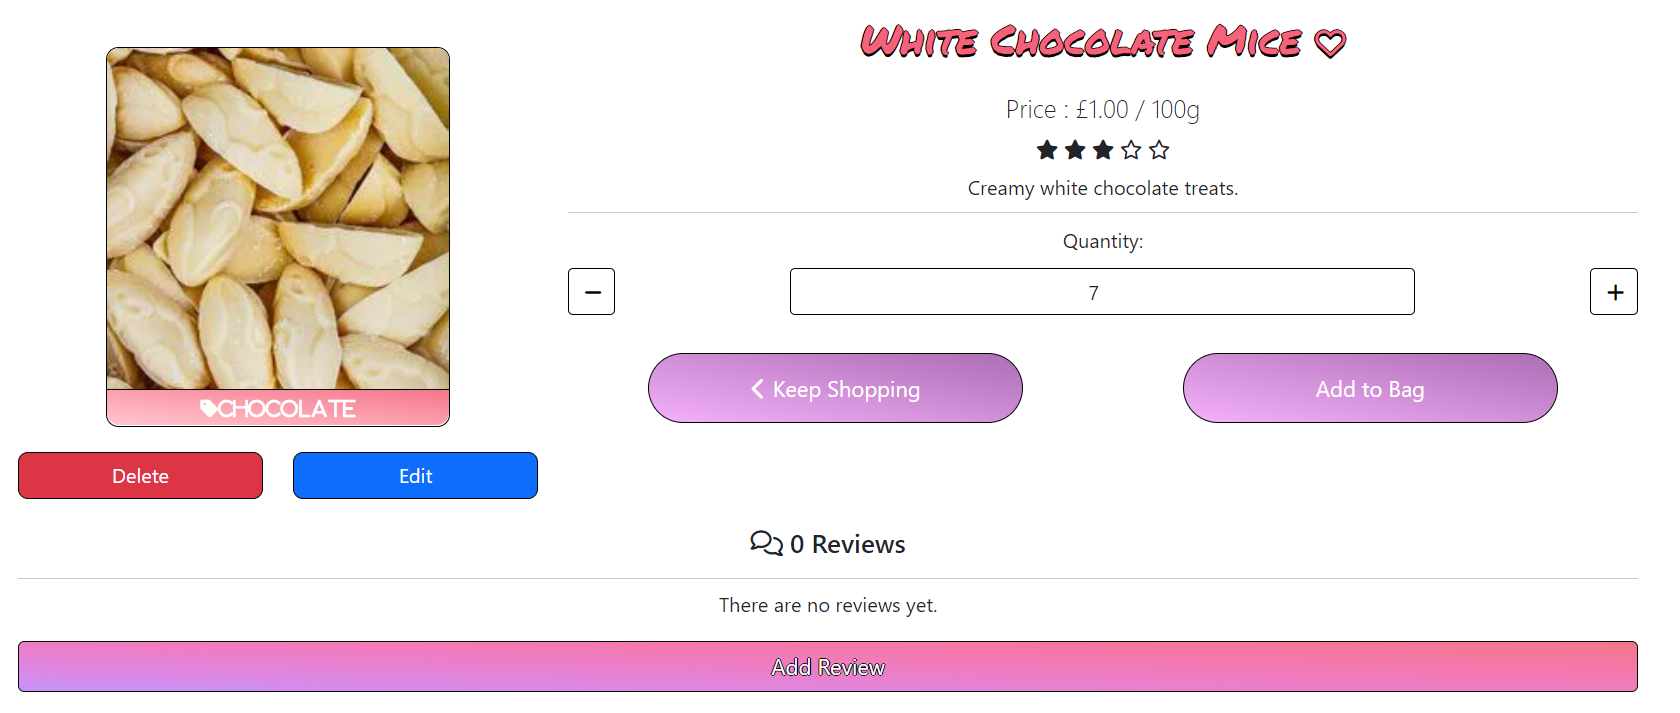 White Chocolate Mice
Price : £1.00 / 100g
Creamy white chocolate treats.
Quantity:
7
Keep Shopping
Add to Bag
CHOCOLATE
Delete
Edit
0 Reviews
There are no reviews yet.
Add Review